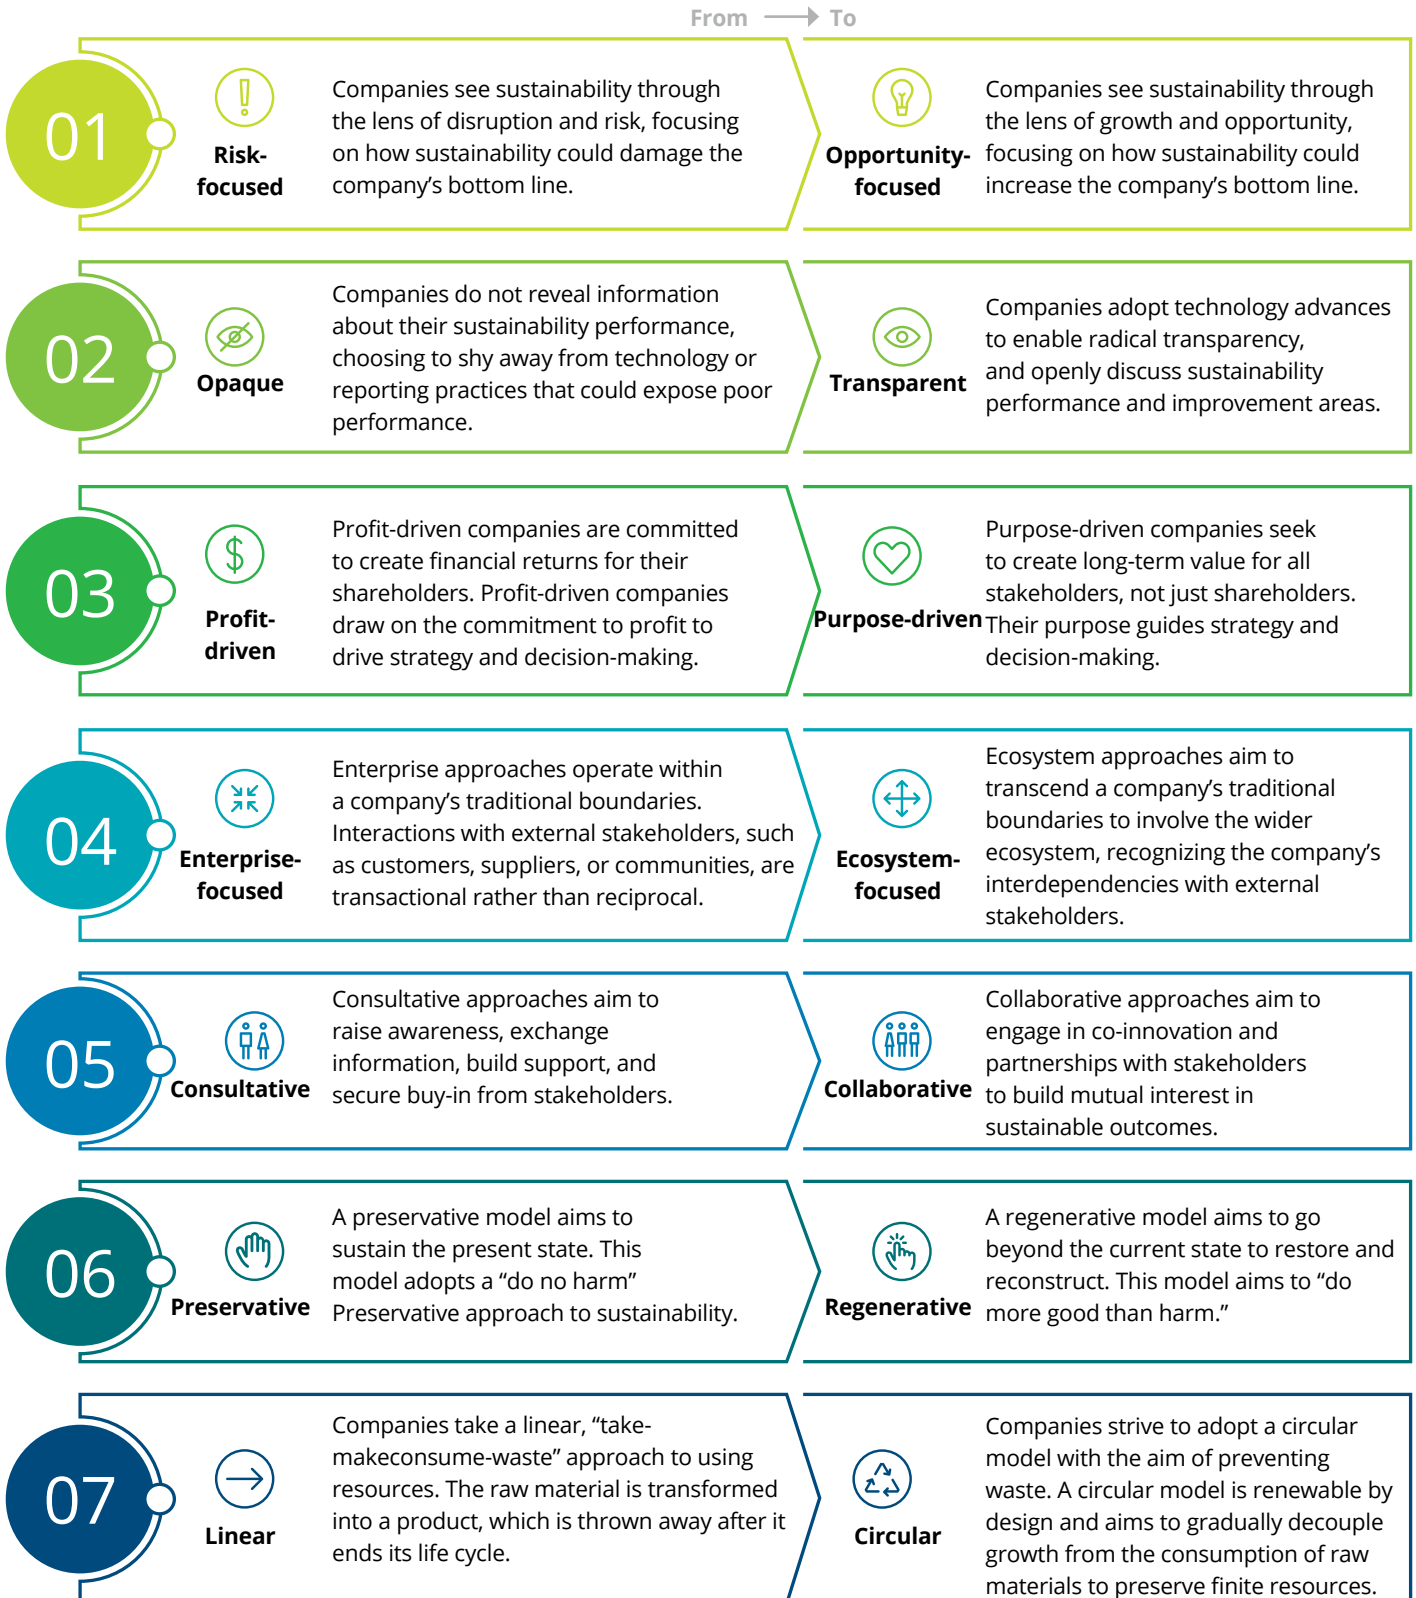 From To
01
Risk-
focused
Companies see sustainability through
the lens of disruption and risk, focusing
on how sustainability could damage the
company’s bottom line.
Opportunity-
focused
Companies see sustainability through
the lens of growth and opportunity,
focusing on how sustainability could
increase the company’s bottom line.
02
Opaque
Companies do not reveal information
about their sustainability performance,
choosing to shy away from technology or
reporting practices that could expose poor
performance.
Transparent
Companies adopt technology advances
to enable radical transparency,
and openly discuss sustainability
performance and improvement areas.
03
$
Profit-
driven
Profit-driven companies are committed
to create financial returns for their
shareholders. Profit-driven companies
draw on the commitment to profit to
drive strategy and decision-making.
Purpose-driven
Purpose-driven companies seek
to create long-term value for all
stakeholders, not just shareholders.
Their purpose guides strategy and
decision-making.
04
Enterprise-
focused
Enterprise approaches operate within
a company’s traditional boundaries.
Interactions with external stakeholders, such
as customers, suppliers, or communities, are
transactional rather than reciprocal.
Ecosystem-
focused
Ecosystem approaches aim to
transcend a company’s traditional
boundaries to involve the wider
ecosystem, recognizing the company’s
interdependencies with external
stakeholders.
05
Consultative
Consultative approaches aim to
raise awareness, exchange
information, build support, and
secure buy-in from stakeholders.
Collaborative
Collaborative approaches aim to
engage in co-innovation and
partnerships with stakeholders
to build mutual interest in
sustainable outcomes.
06
Preservative
A preservative model aims to
sustain the present state. This
model adopts a “do no harm”
Preservative approach to sustainability.
Regenerative
A regenerative model aims to go
beyond the current state to restore and
reconstruct. This model aims to “do
more good than harm.”
07
Linear
Companies take a linear, “take-
makeconsume-waste” approach to using
resources. The raw material is transformed
into a product, which is thrown away after it
ends its life cycle.
Circular
Companies strive to adopt a circular
model with the aim of preventing
waste. A circular model is renewable by
design and aims to gradually decouple
growth from the consumption of raw
materials to preserve finite resources.